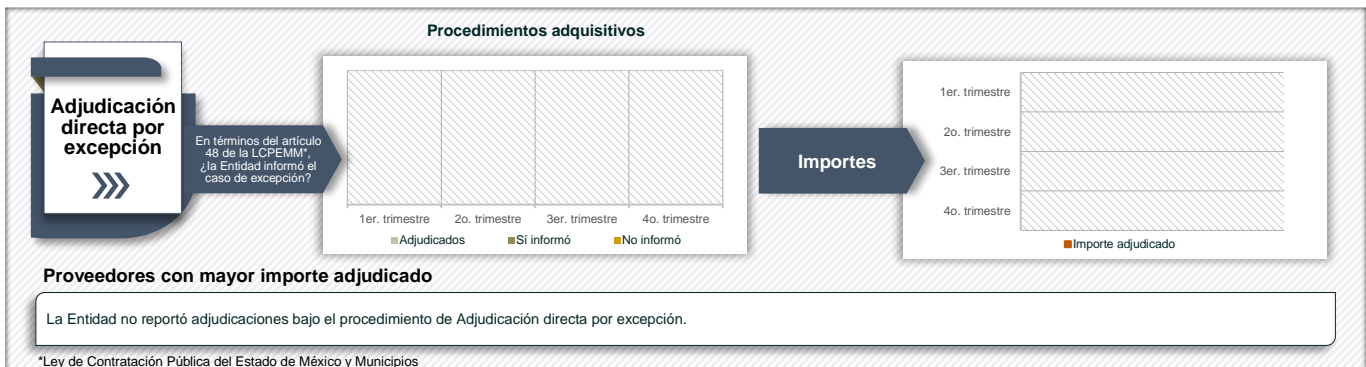 Procedimientos adquisitivos
Adjudicación
directa por
excepción
En términos del artículo
48 de la LCPEMM*,
¿la Entidad informó el
caso de excepción?
1er. trimestre 2o. trimestre 3er. trimestre 4o. trimestre
Adjudicados Sí informó No informó
Importes
1er. trimestre
2o. trimestre
3er. trimestre
4o. trimestre
Importe adjudicado
Proveedores con mayor importe adjudicado
La Entidad no reportó adjudicaciones bajo el procedimiento de Adjudicación directa por excepción.
*Ley de Contratación Pública del Estado de México y Municipios